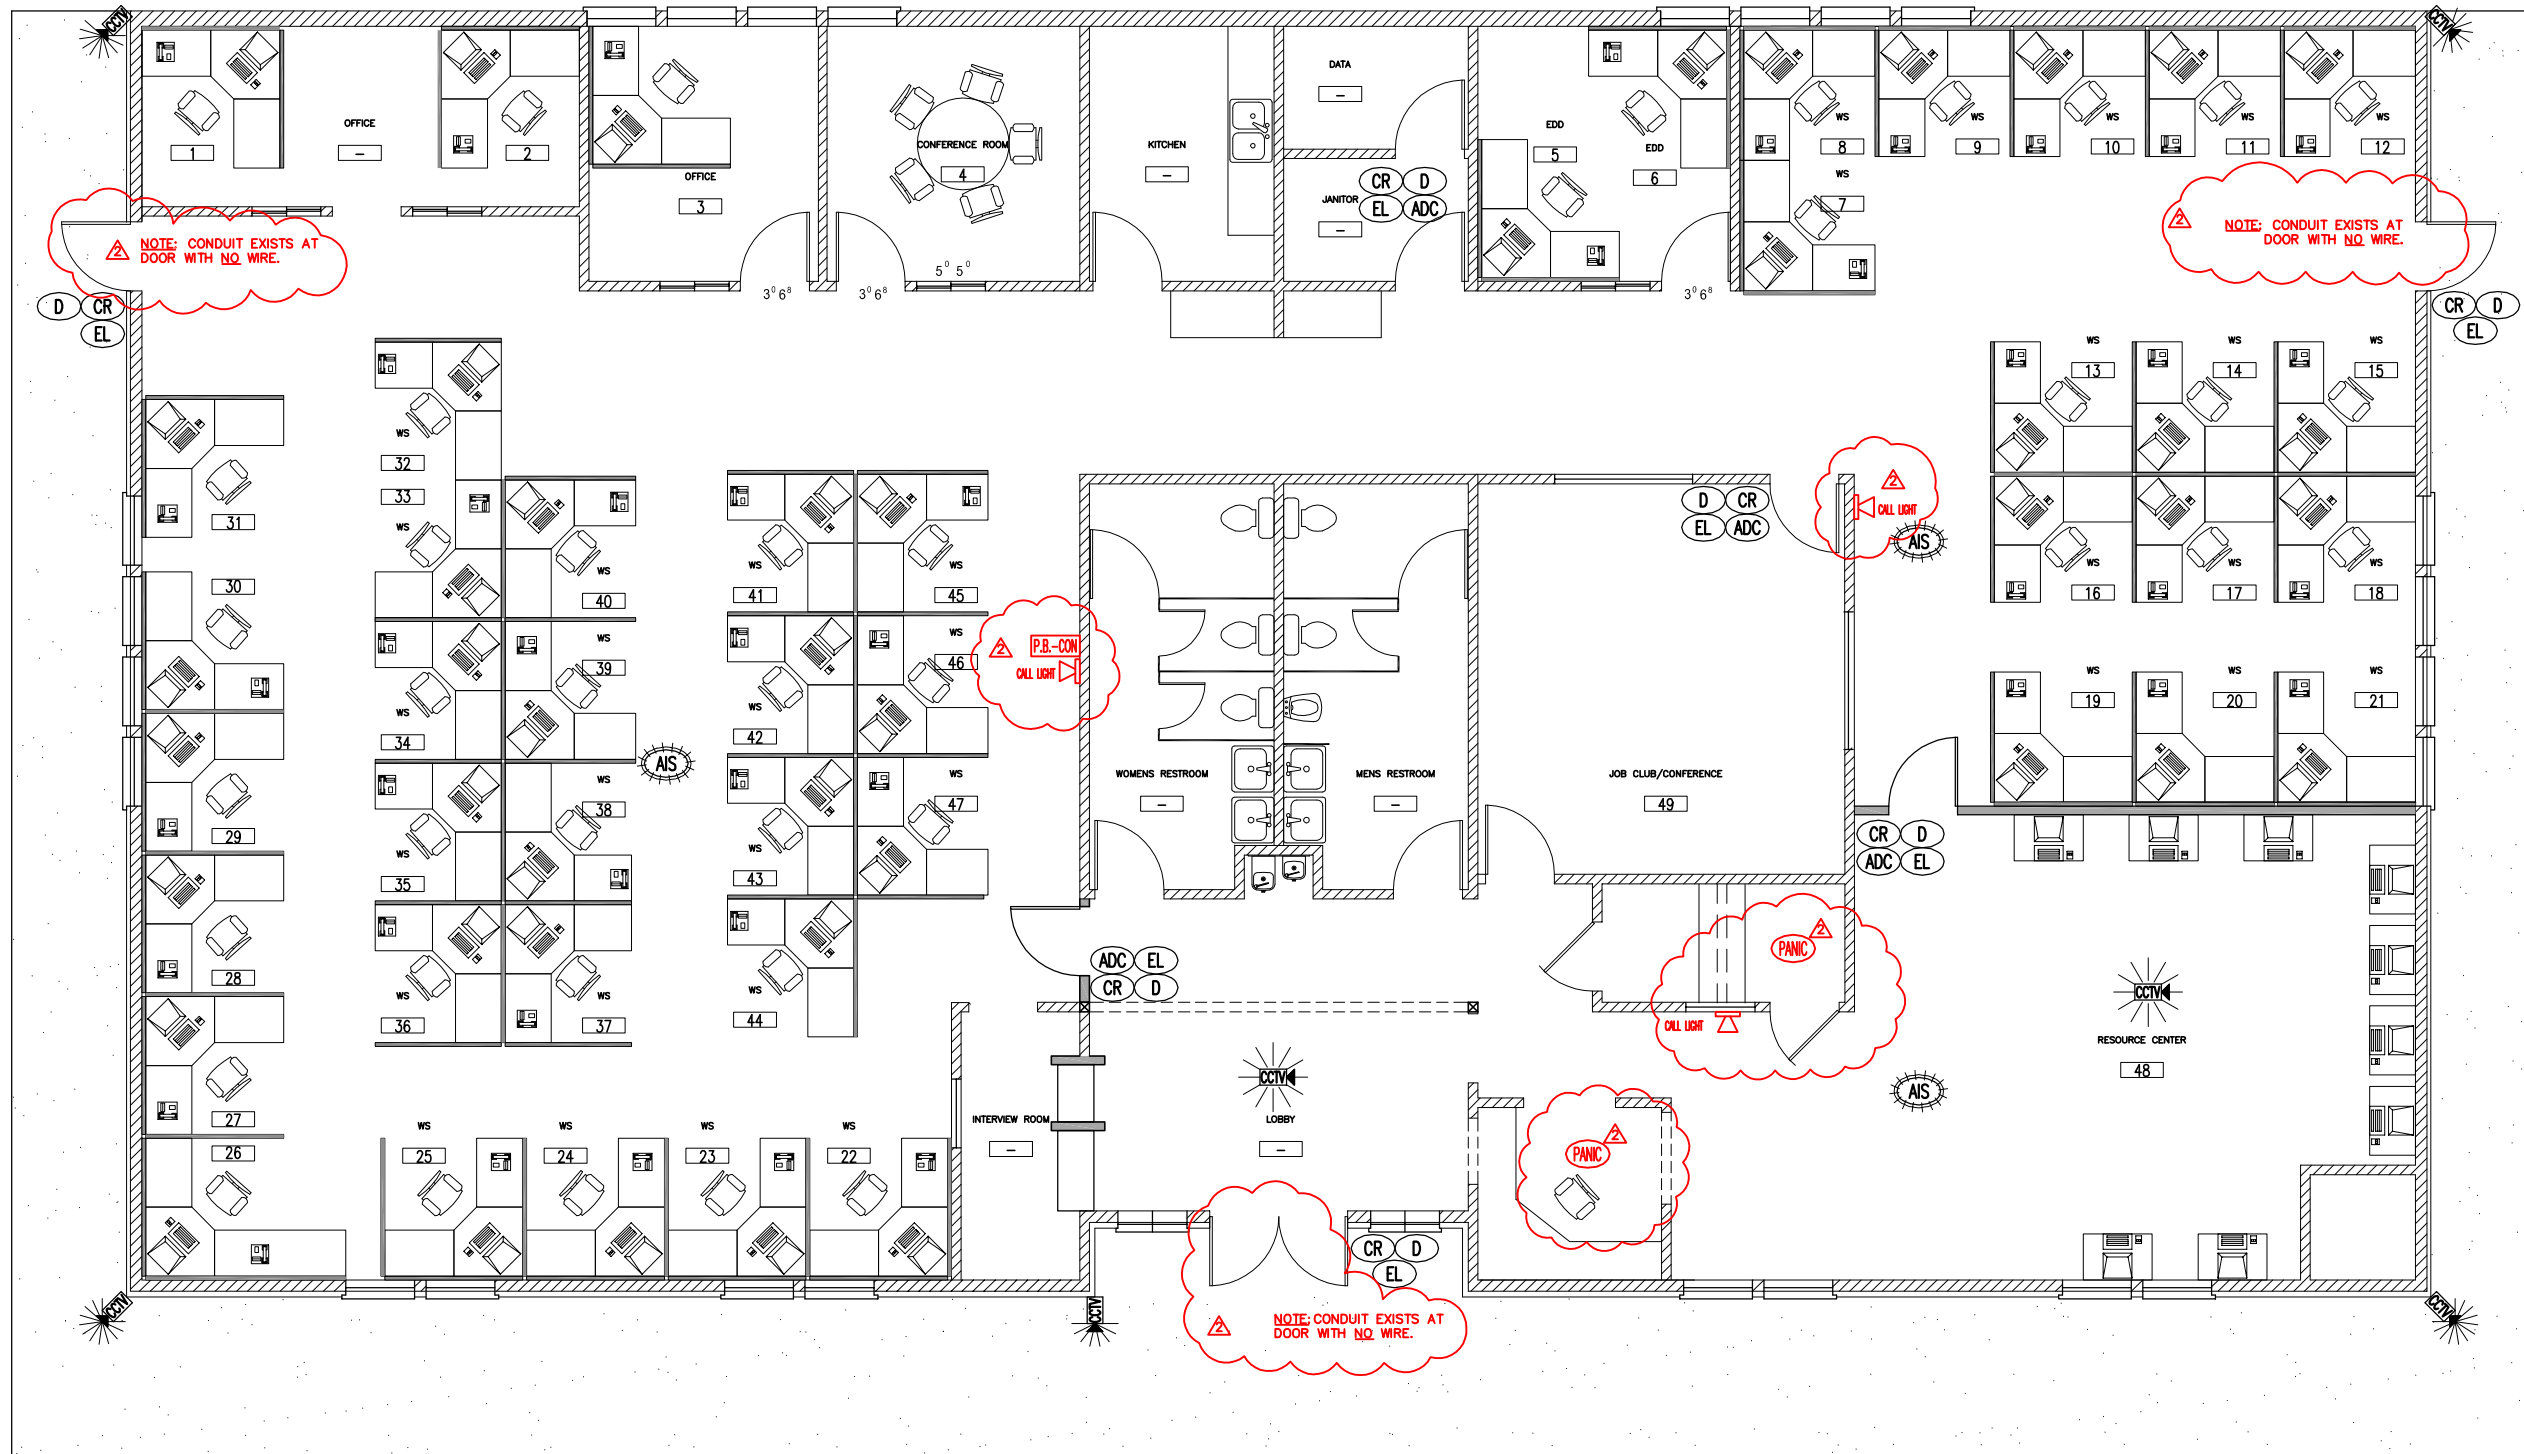 CCTV
CCTV
OFFICE
-
1
2
OFFICE
3
CONFERENCE ROOM
4
KITCHEN
-
DATA
-
JANITOR
-
CR D
EL ADC
EDD
5
EDD
6
WS
7
WS
8
WS
9
WS
10
WS
11
WS
12
2 NOTE: CONDUIT EXISTS AT
DOOR WITH NO WIRE.
2 NOTE: CONDUIT EXISTS AT
DOOR WITH NO WIRE.
D CR
EL
CR D
EL
3⁰ 6⁸
3⁰ 6⁸
5⁰ 5⁰
3⁰ 6⁸
WS
13
WS
14
WS
15
WS
16
WS
17
WS
18
WS
19
WS
20
WS
21
31
30
29
28
27
26
WS
32
33
WS
WS
34
WS
35
WS
36
WS
40
WS
39
WS
38
WS
37
AIS
WS
41
WS
42
WS
43
WS
44
WS
45
WS
46
WS
47
2 P.B.-CON
CALL LIGHT
D CR
EL ADC
2
CALL LIGHT
AIS
WOMENS RESTROOM
-
MENS RESTROOM
-
JOB CLUB/CONFERENCE
49
CR D
ADC EL
ADC EL
CR D
2
PANIC
CALL LIGHT
CCTV
RESOURCE CENTER
48
AIS
CCTV
LOBBY
-
INTERVIEW ROOM
-
2
PANIC
WS
25
WS
24
WS
23
WS
22
CR D
EL
2 NOTE: CONDUIT EXISTS AT
DOOR WITH NO WIRE.
CCTV
CCTV
CCTV